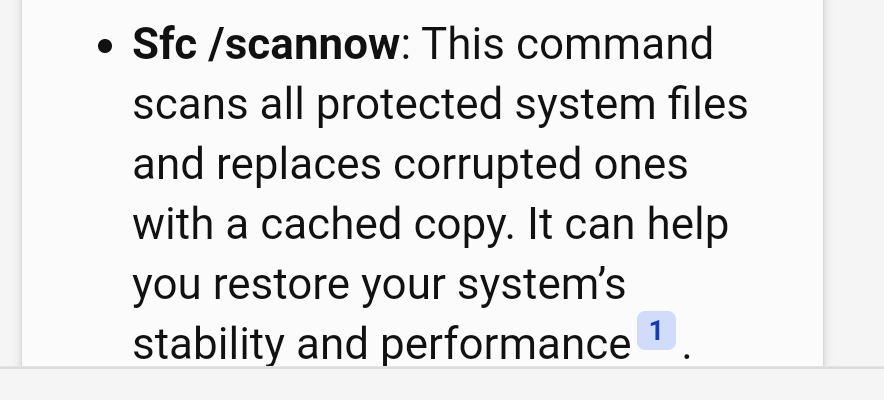 • Sfc /scannow: This command
scans all protected system files
and replaces corrupted ones
with a cached copy. It can help
you restore your system’s
stability and performance 1 .